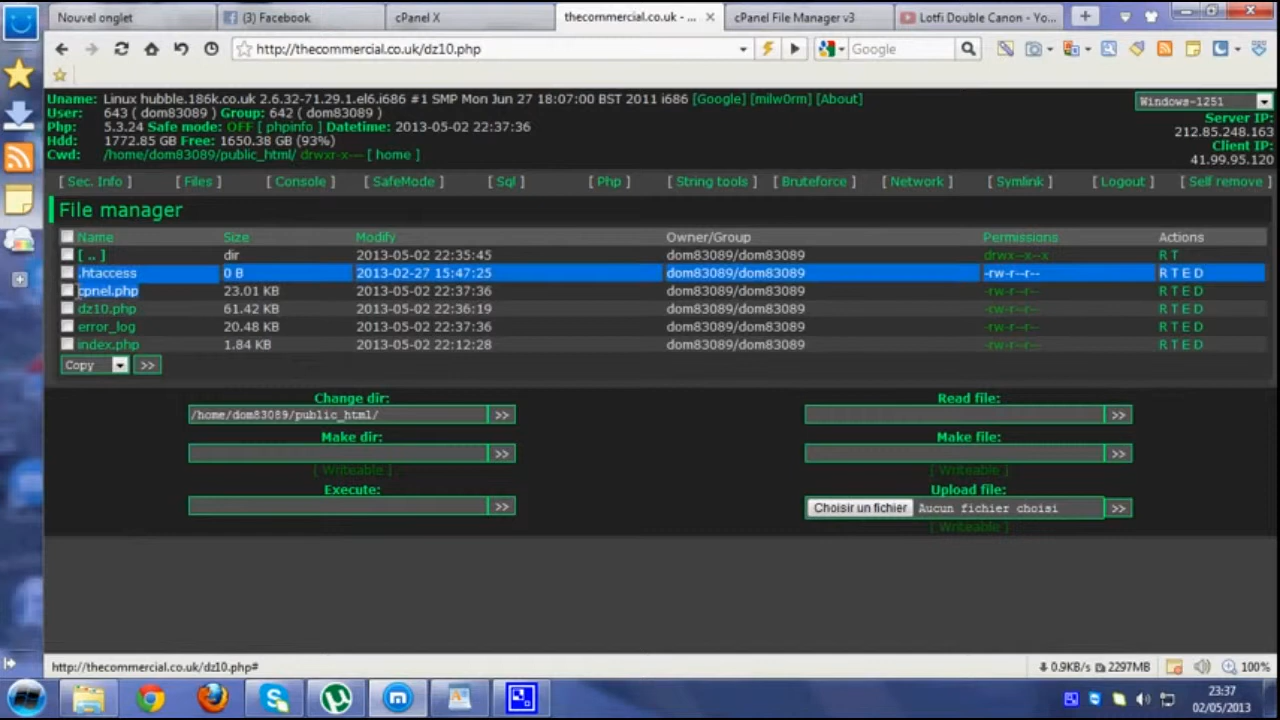 Nouvel onglet
(3) Facebook
cPanel X
thecommercial.co.uk - ...
cPanel File Manager v3
Lotfi Double Canon - Yo...
http://thecommercial.co.uk/dz10.php
Google
Uname: Linux hubble.186k.co.uk 2.6.32-71.29.1.el6.i686 #1 SMP Mon Jun 27 18:07:00 BST 2011 i686 [Google] [milw0rm] [About]
Windows-1251
User: 643 ( dom83089 ) Group: 642 ( dom83089 )
Server IP:
Php: 5.3.24 Safe mode: OFF [ phpinfo ] Datetime: 2013-05-02 22:37:36
212.85.248.163
Hdd: 1772.85 GB Free: 1650.38 GB (93%)
Client IP:
Cwd: /home/dom83089/public_html/ drwxr-x--- [ home ]
41.99.95.120
[ Sec. Info ] [ Files ] [ Console ] [ SafeMode ] [ Sql ] [ Php ] [ String tools ] [ Bruteforce ] [ Network ] [ Symlink ] [ Logout ] [ Self remove ]
File manager
Name Size Modify Owner/Group Permissions Actions
[ .. ] dir 2013-05-02 22:35:45 dom83089/dom83089 drwx--x--x R T
.htaccess 0 B 2013-02-27 15:47:25 dom83089/dom83089 -rw-r--r-- R T E D
cpnel.php 23.01 KB 2013-05-02 22:37:36 dom83089/dom83089 -rw-r--r-- R T E D
dz10.php 61.42 KB 2013-05-02 22:36:19 dom83089/dom83089 -rw-r--r-- R T E D
error_log 20.48 KB 2013-05-02 22:37:36 dom83089/dom83089 -rw-r--r-- R T E D
index.php 1.84 KB 2013-05-02 22:12:28 dom83089/dom83089 -rw-r--r-- R T E D
Copy >>
Change dir: Read file:
/home/dom83089/public_html/ >> >>
Make dir: Make file:
>> >>
[ Writeable ] [ Writeable ]
Execute: Upload file:
>> Choisir un fichier Aucun fichier choisi >>
[ Writeable ]
http://thecommercial.co.uk/dz10.php#
0.9KB/s 2297MB 100%
23:37
02/05/2013